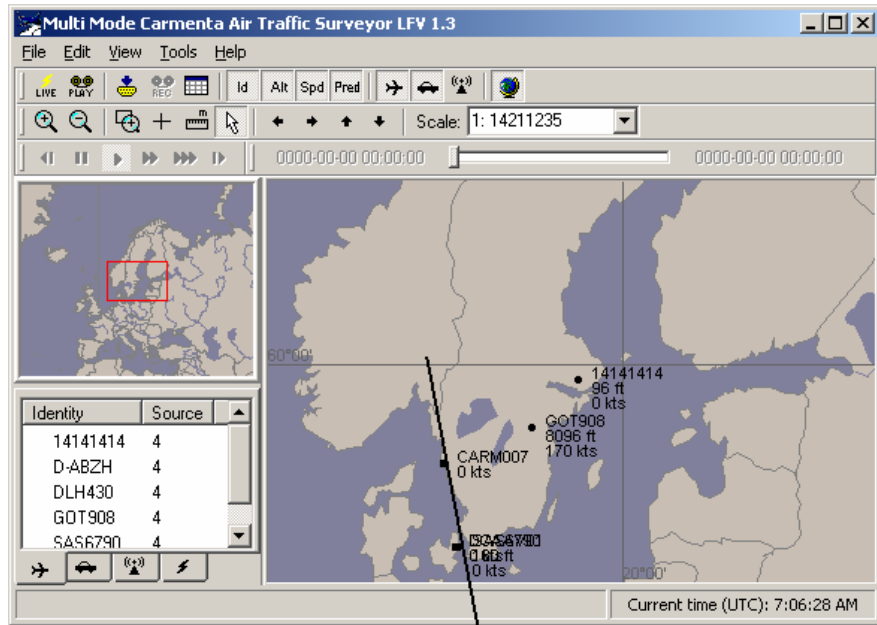 Multi Mode Carmenta Air Traffic Surveyor LFV 1.3
File Edit View Tools Help
LIVE PLAY REC Id Alt Spd Pred
Scale: 1: 14211235
0000-00-00 00:00:00 0000-00-00 00:00:00
60°00'
14141414
96 ft
0 kts
GOT908
8096 ft
170 kts
CARM007
0 kts
0 kts
20°00'
Identity Source
14141414 4
D-ABZH 4
DLH430 4
GOT908 4
SAS6790 4
Current time (UTC): 7:06:28 AM